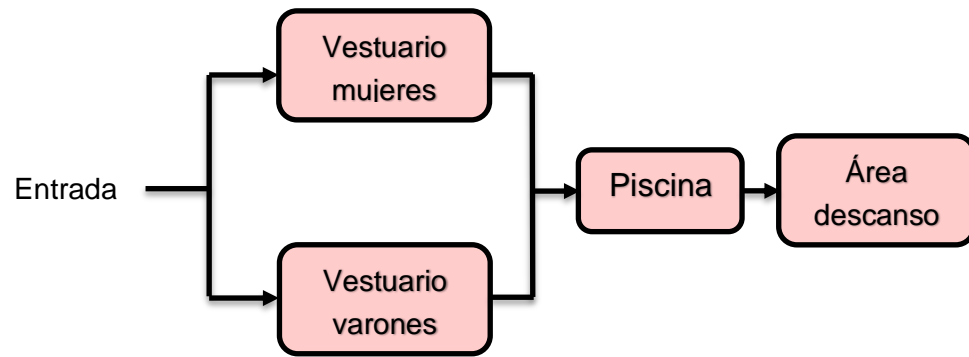 Vestuario
mujeres
Entrada
Piscina
Área
descanso
Vestuario
varones